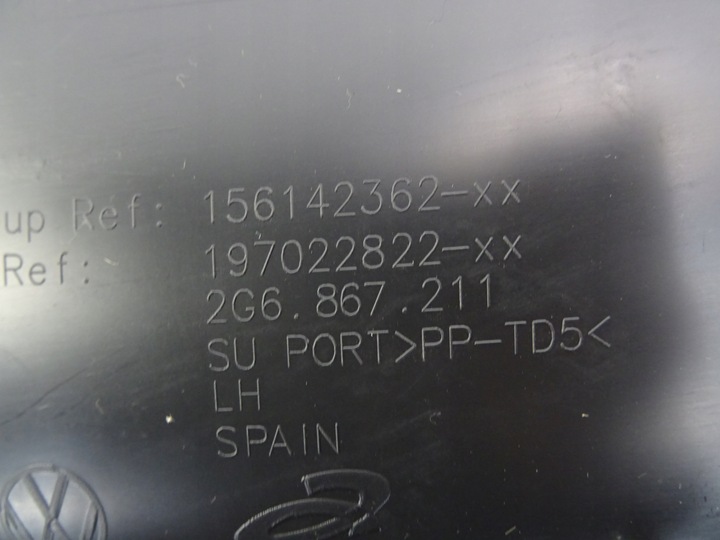 up Ref: 156142362-xx
Ref: 197022822-xx
2G6.867.211
SU PORT>PP-TD5<
LH
SPAIN